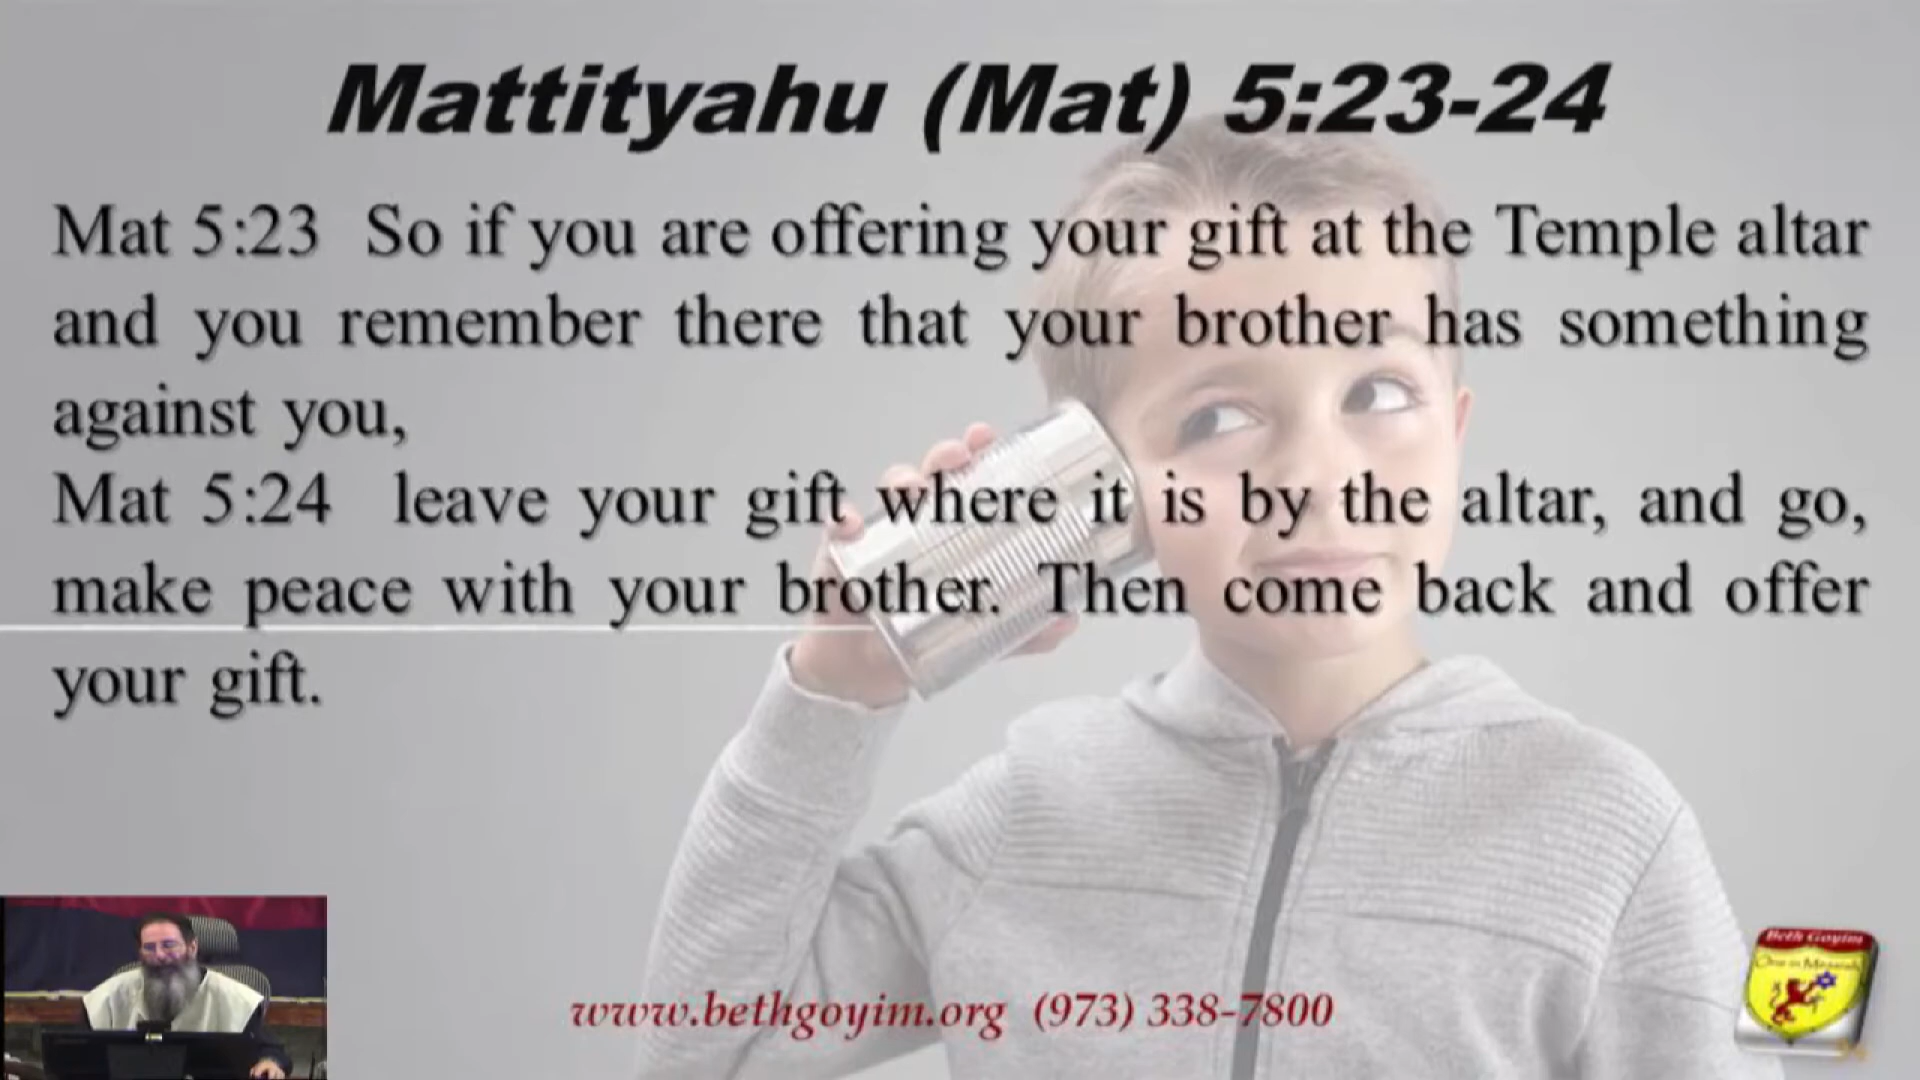 Mattityahu (Mat) 5:23-24
Mat 5:23 So if you are offering your gift at the Temple altar
and you remember there that your brother has something
against you,
Mat 5:24 leave your gift where it is by the altar, and go,
make peace with your brother. Then come back and offer
your gift.
Beth Goyim
One in Messiah
www.bethgoyim.org (973) 338-7800